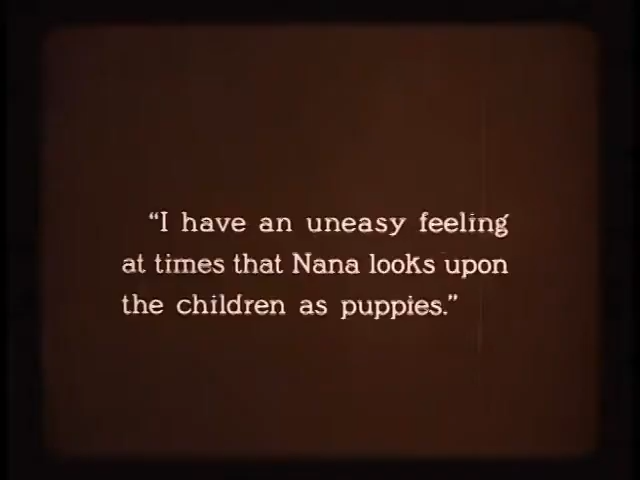 “I have an uneasy feeling
at times that Nana looks upon
the children as puppies.”